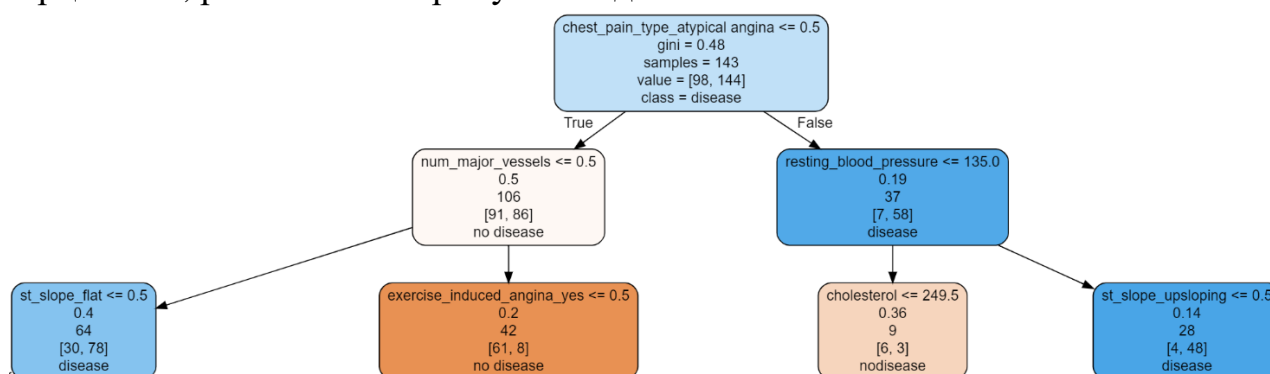 chest_pain_type_atypical angina <= 0.5
gini = 0.48
samples = 143
value = [98, 144]
class = disease
True
False
num_major_vessels <= 0.5
0.5
106
[91, 86]
no disease
resting_blood_pressure <= 135.0
0.19
37
[7, 58]
disease
st_slope_flat <= 0.5
0.4
64
[30, 78]
disease
exercise_induced_angina_yes <= 0.5
0.2
42
[61, 8]
no disease
cholesterol <= 249.5
0.36
9
[6, 3]
nodisease
st_slope_upsloping <= 0.5
0.14
28
[4, 48]
disease